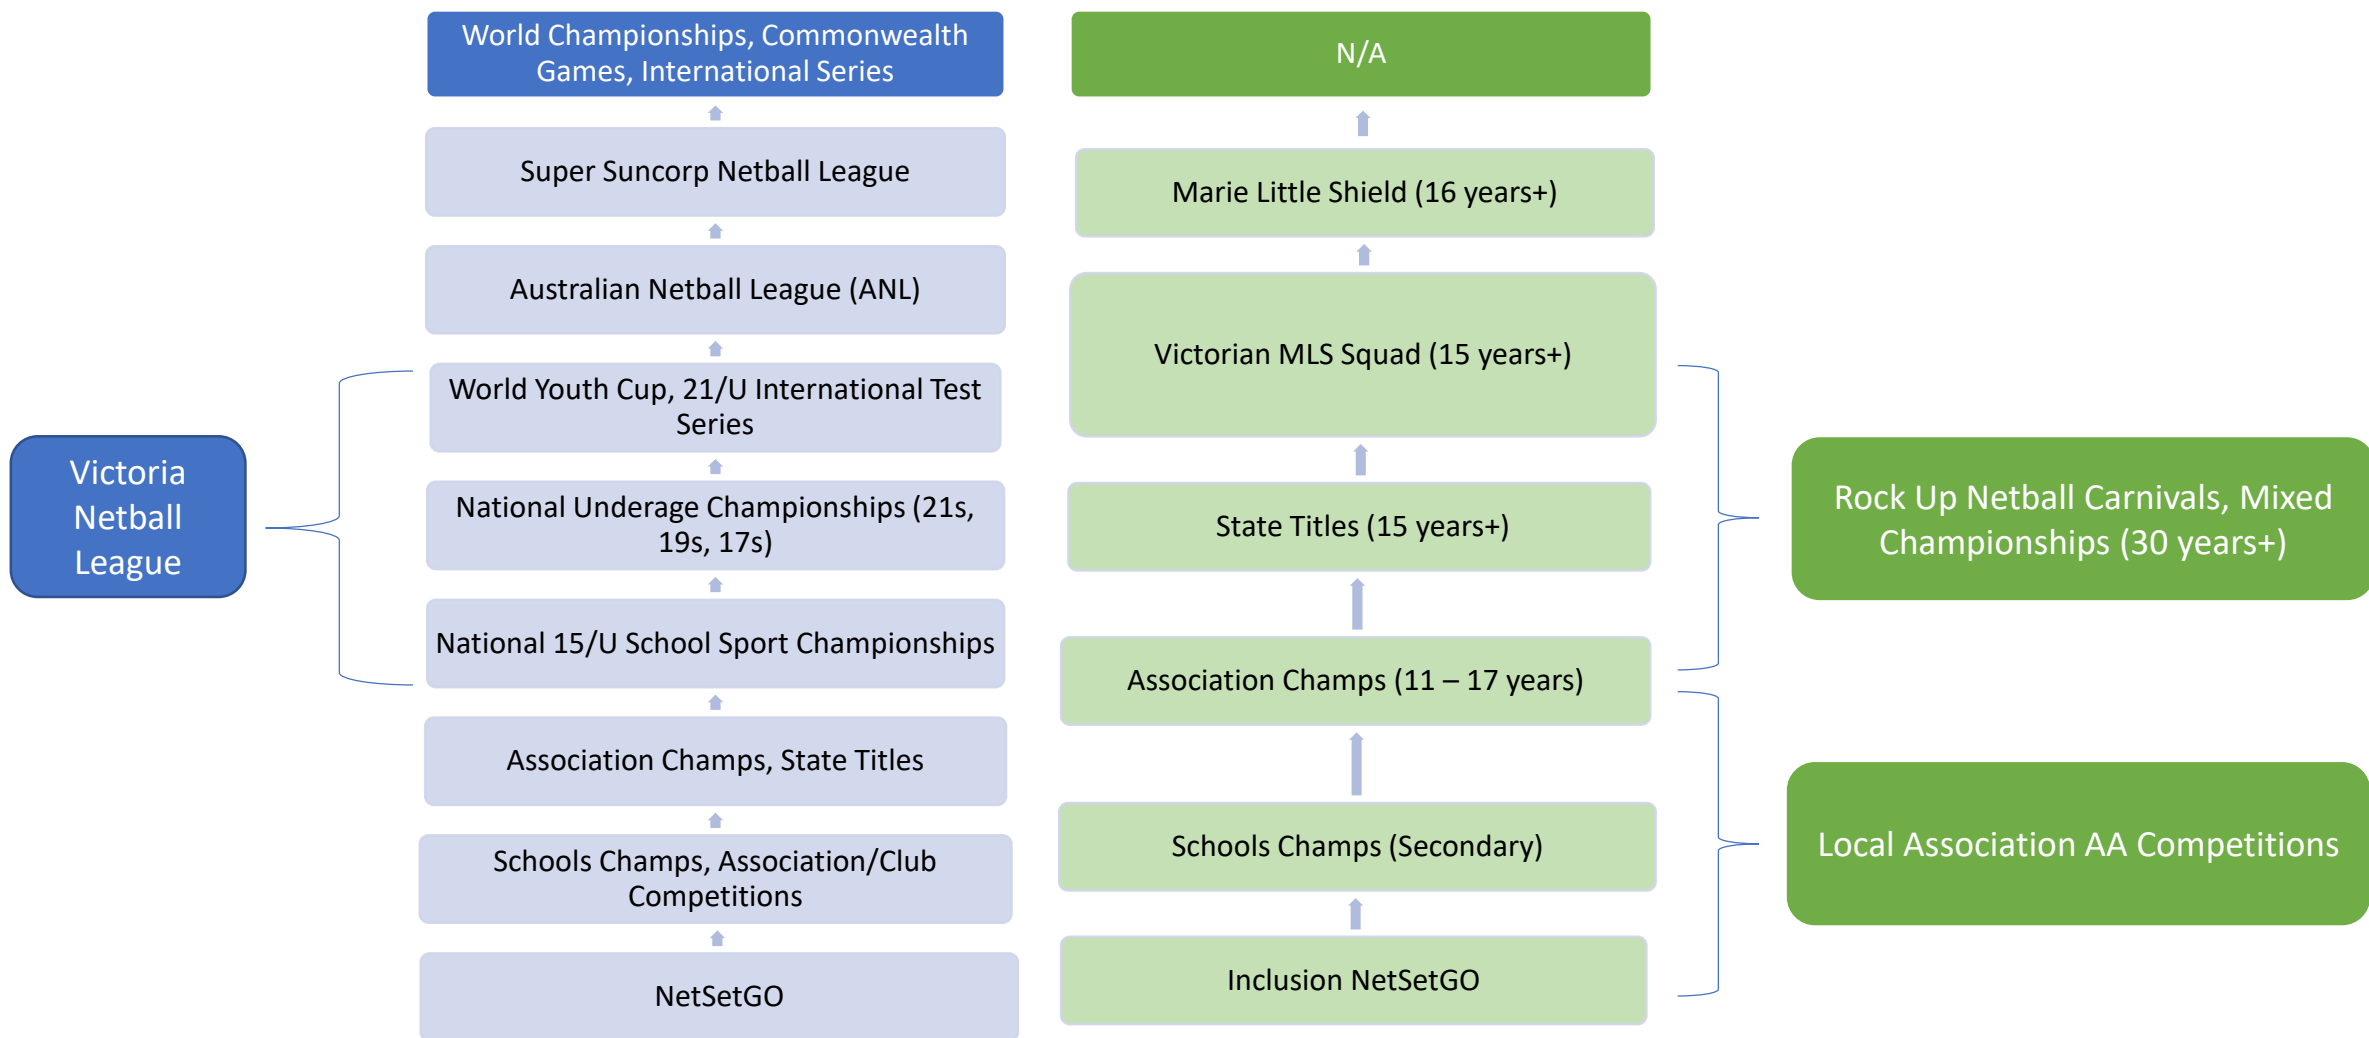 World Championships, Commonwealth
Games, International Series
Super Suncorp Netball League
Australian Netball League (ANL)
World Youth Cup, 21/U International Test
Series
National Underage Championships (21s,
19s, 17s)
National 15/U School Sport Championships
Association Champs, State Titles
Schools Champs, Association/Club
Competitions
NetSetGO
Victoria
Netball
League
N/A
Marie Little Shield (16 years+)
Victorian MLS Squad (15 years+)
State Titles (15 years+)
Association Champs (11 – 17 years)
Schools Champs (Secondary)
Inclusion NetSetGO
Rock Up Netball Carnivals, Mixed
Championships (30 years+)
Local Association AA Competitions